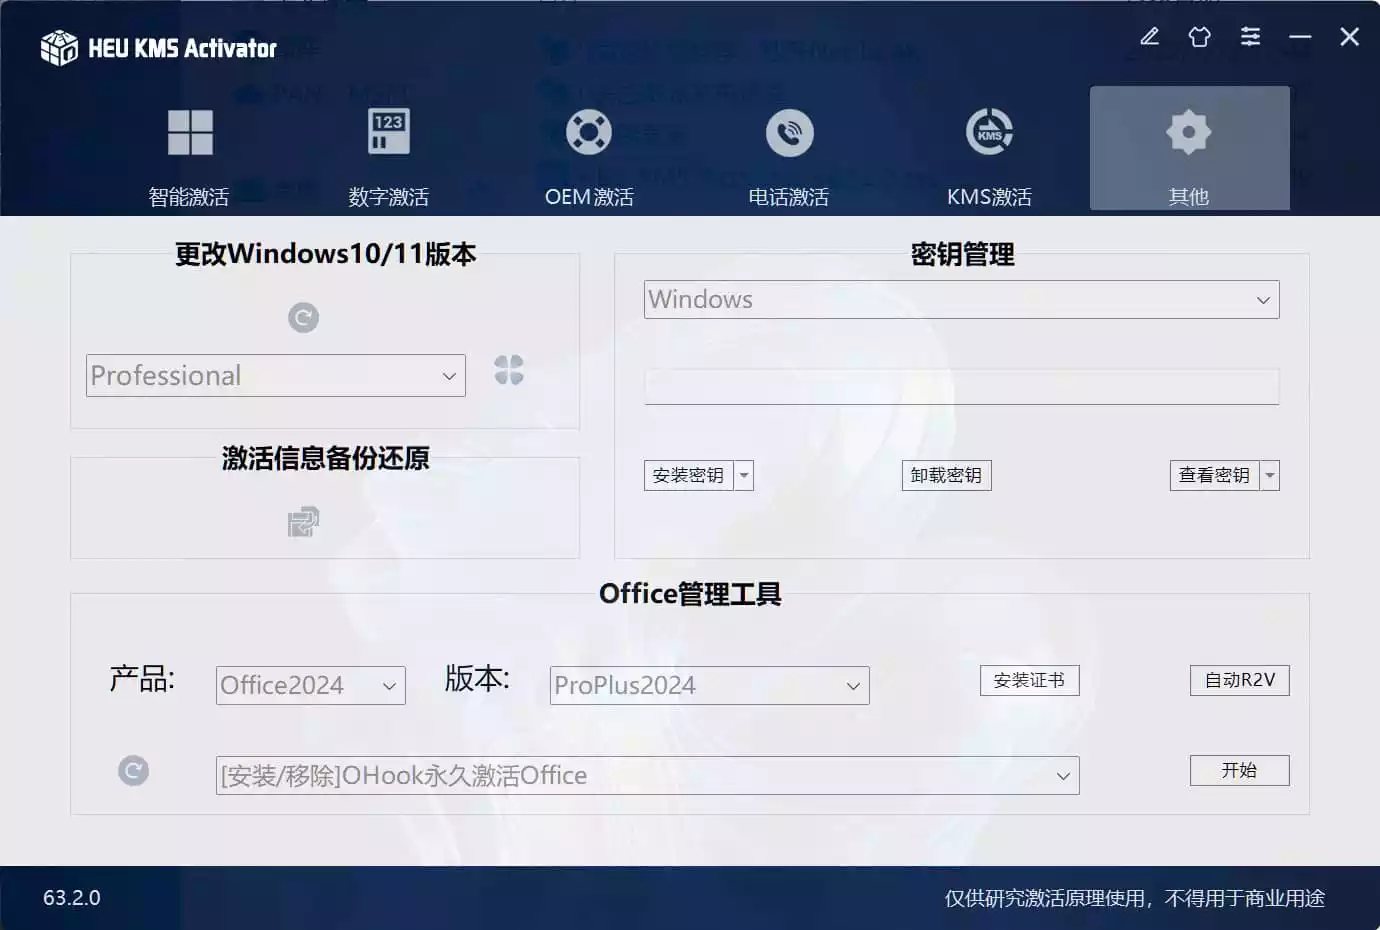 HEU KMS Activator
123
KMS
智能激活
数字激活
OEM激活
电话激活
KMS激活
其他
更改Windows10/11版本
Professional
密钥管理
Windows
安装密钥
卸载密钥
查看密钥
激活信息备份还原
Office管理工具
产品:
Office2024
版本:
ProPlus2024
安装证书
自动R2V
[安装/移除]OHook永久激活Office
开始
63.2.0
仅供研究激活原理使用，不得用于商业用途